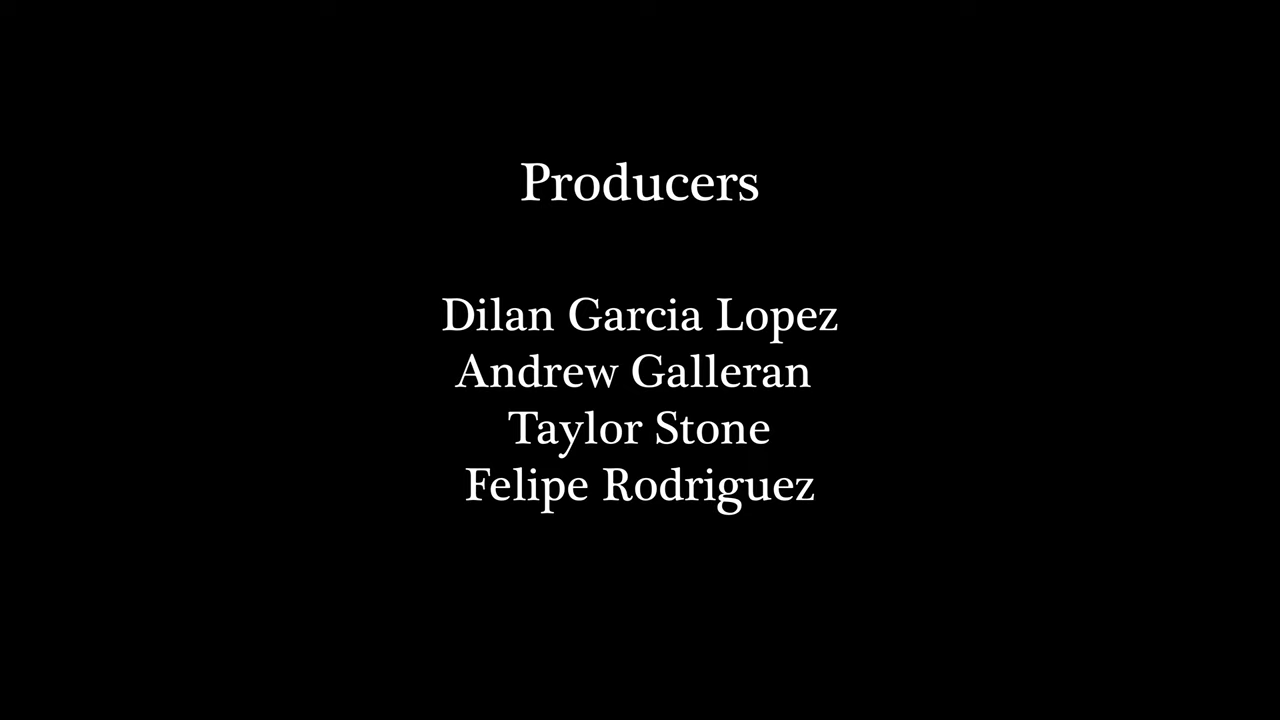 Producers
Dilan Garcia Lopez
Andrew Galleran
Taylor Stone
Felipe Rodriguez